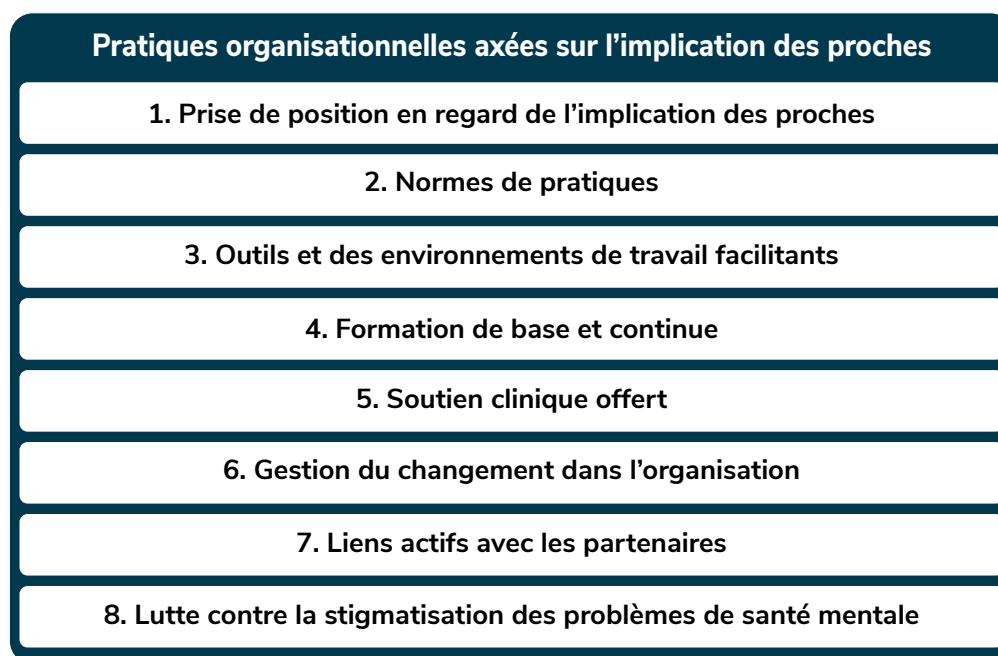 Pratiques organisationnelles axées sur l’implication des proches
1. Prise de position en regard de l’implication des proches
2. Normes de pratiques
3. Outils et des environnements de travail facilitants
4. Formation de base et continue
5. Soutien clinique offert
6. Gestion du changement dans l’organisation
7. Liens actifs avec les partenaires
8. Lutte contre la stigmatisation des problèmes de santé mentale